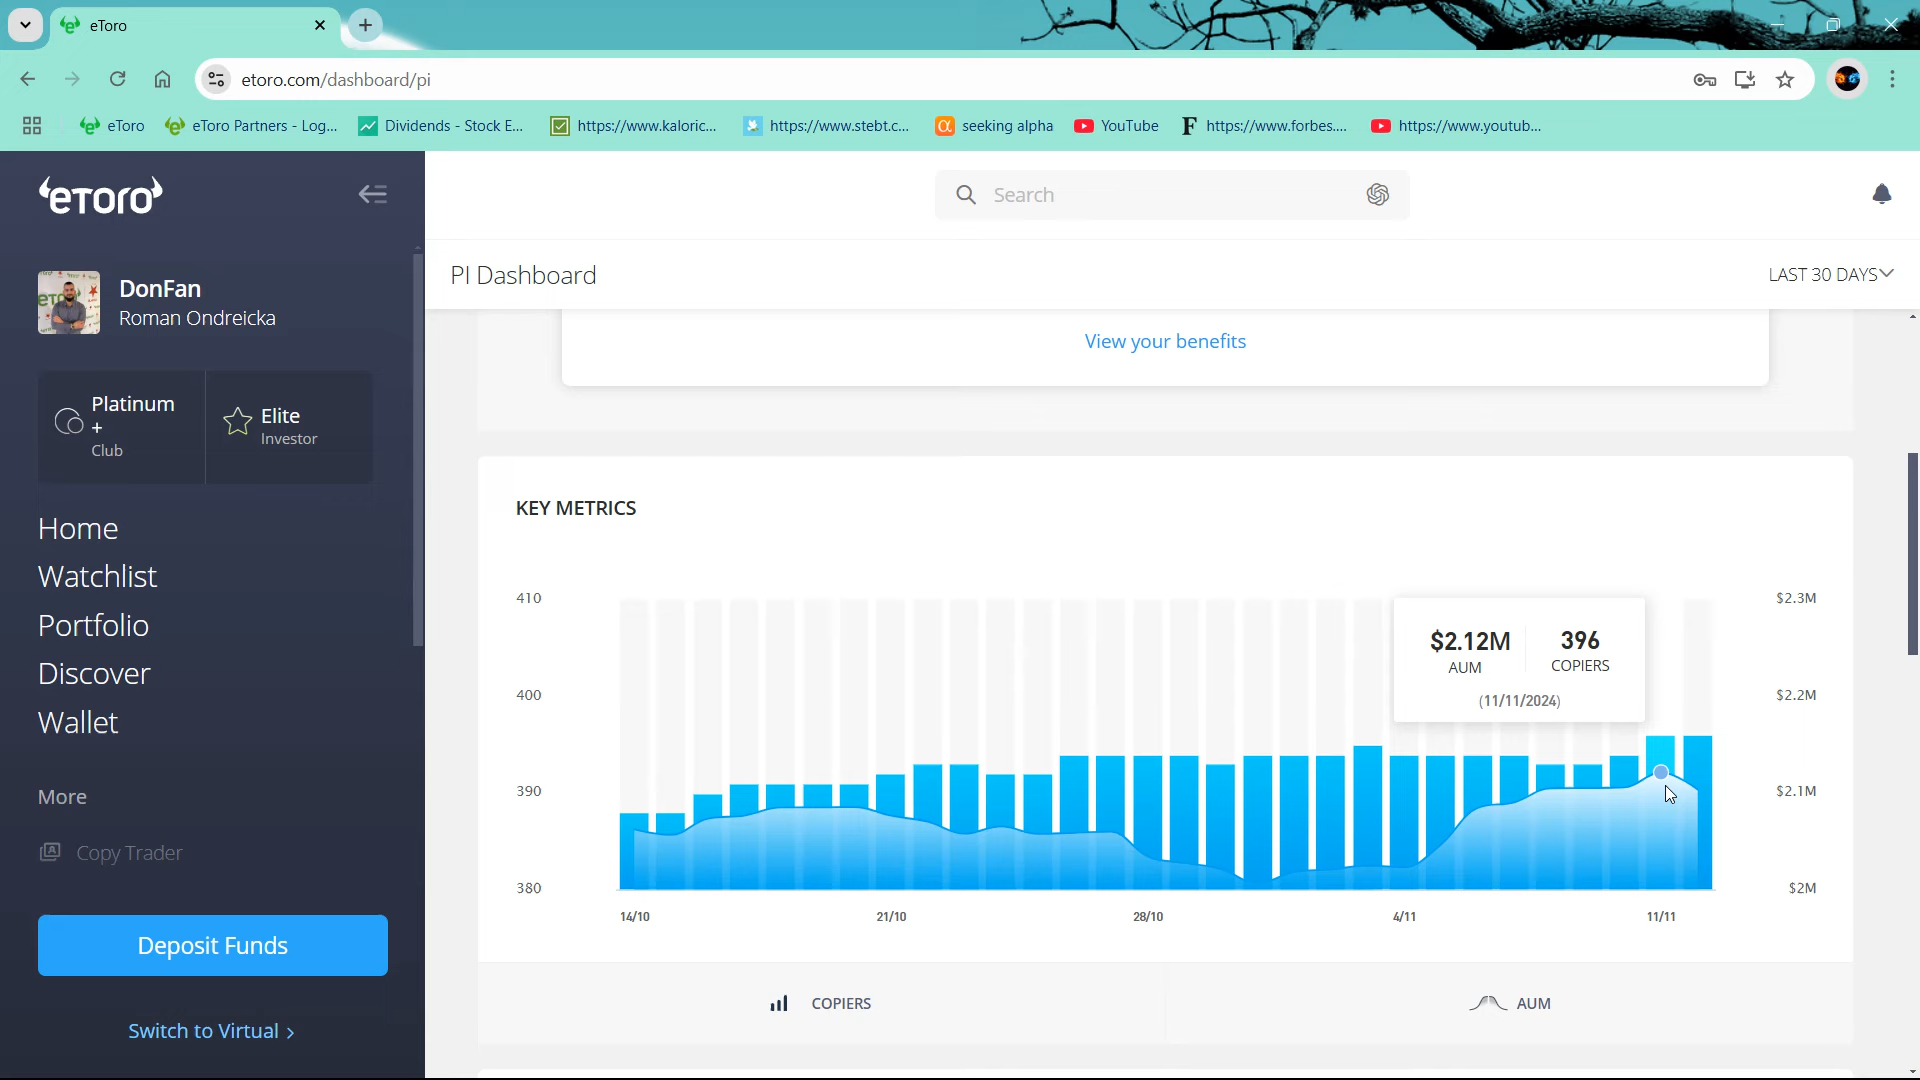 eToro
etoro.com/dashboard/pi
eToro
eToro Partners - Log...
Dividends - Stock E...
https://www.kaloric...
https://www.stebt.c...
seeking alpha
YouTube
https://www.forbes....
https://www.youtub...
eTORO
Search
DonFan
Roman Ondreicka
Platinum
+
Club
Elite
Investor
Home
Watchlist
Portfolio
Discover
Wallet
More
Copy Trader
Deposit Funds
Switch to Virtual >
PI Dashboard
LAST 30 DAYS
View your benefits
KEY METRICS
410
400
390
380
$2.3M
$2.2M
$2.1M
$2M
$2.12M
AUM
396
COPIERS
(11/11/2024)
14/10
21/10
28/10
4/11
11/11
COPIERS
AUM